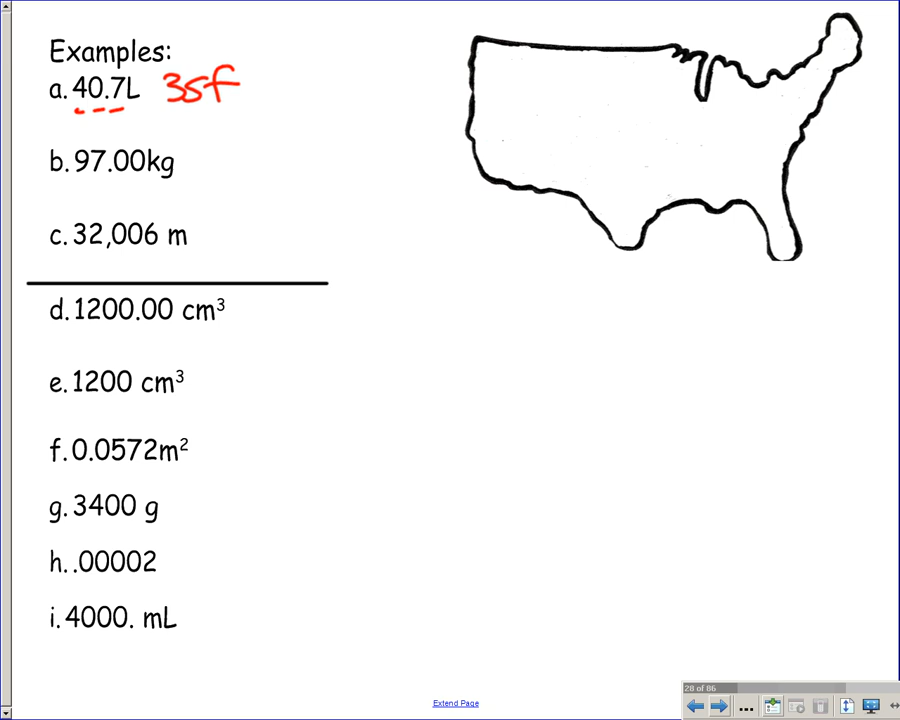 Examples:
a. 40.7L 3sf
b. 97.00kg
c. 32,006 m
d. 1200.00 cm³
e. 1200 cm³
f. 0.0572m²
g. 3400 g
h. .00002
i. 4000. mL
28 of 86
Extend Page